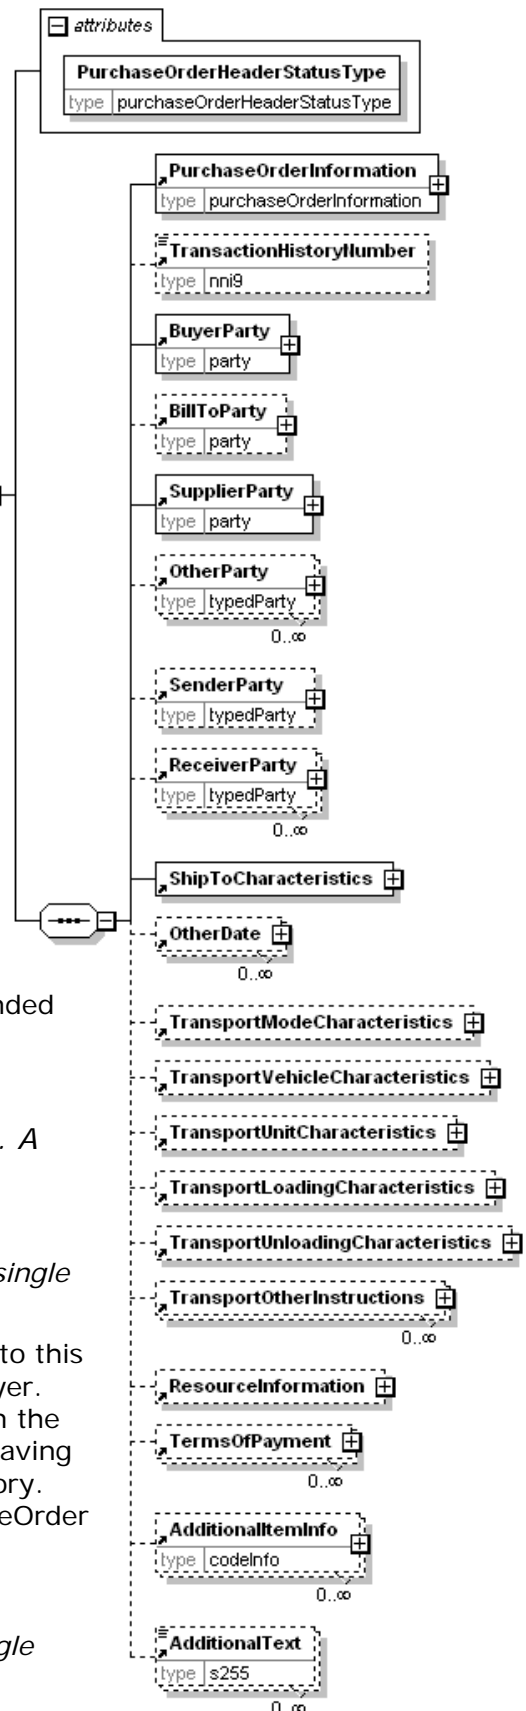 attributes
PurchaseOrderHeaderStatusType
type purchaseOrderHeaderStatusType
PurchaseOrderInformation
type purchaseOrderInformation
TransactionHistoryNumber
type nni9
BuyerParty
type party
BillToParty
type party
SupplierParty
type party
OtherParty
type typedParty
0..∞
SenderParty
type typedParty
ReceiverParty
type typedParty
0..∞
ShipToCharacteristics
OtherDate
0..∞
nded
TransportModeCharacteristics
TransportVehicleCharacteristics
. A
TransportUnitCharacteristics
TransportLoadingCharacteristics
TransportUnloadingCharacteristics
single
TransportOtherInstructions
0..∞
to this
yer.
ResourceInformation
n the
aving
TermsOfPayment
ory.
0..∞
eOrder
AdditionalItemInfo
type codeInfo
0..∞
gle
AdditionalText
type s255
0..∞